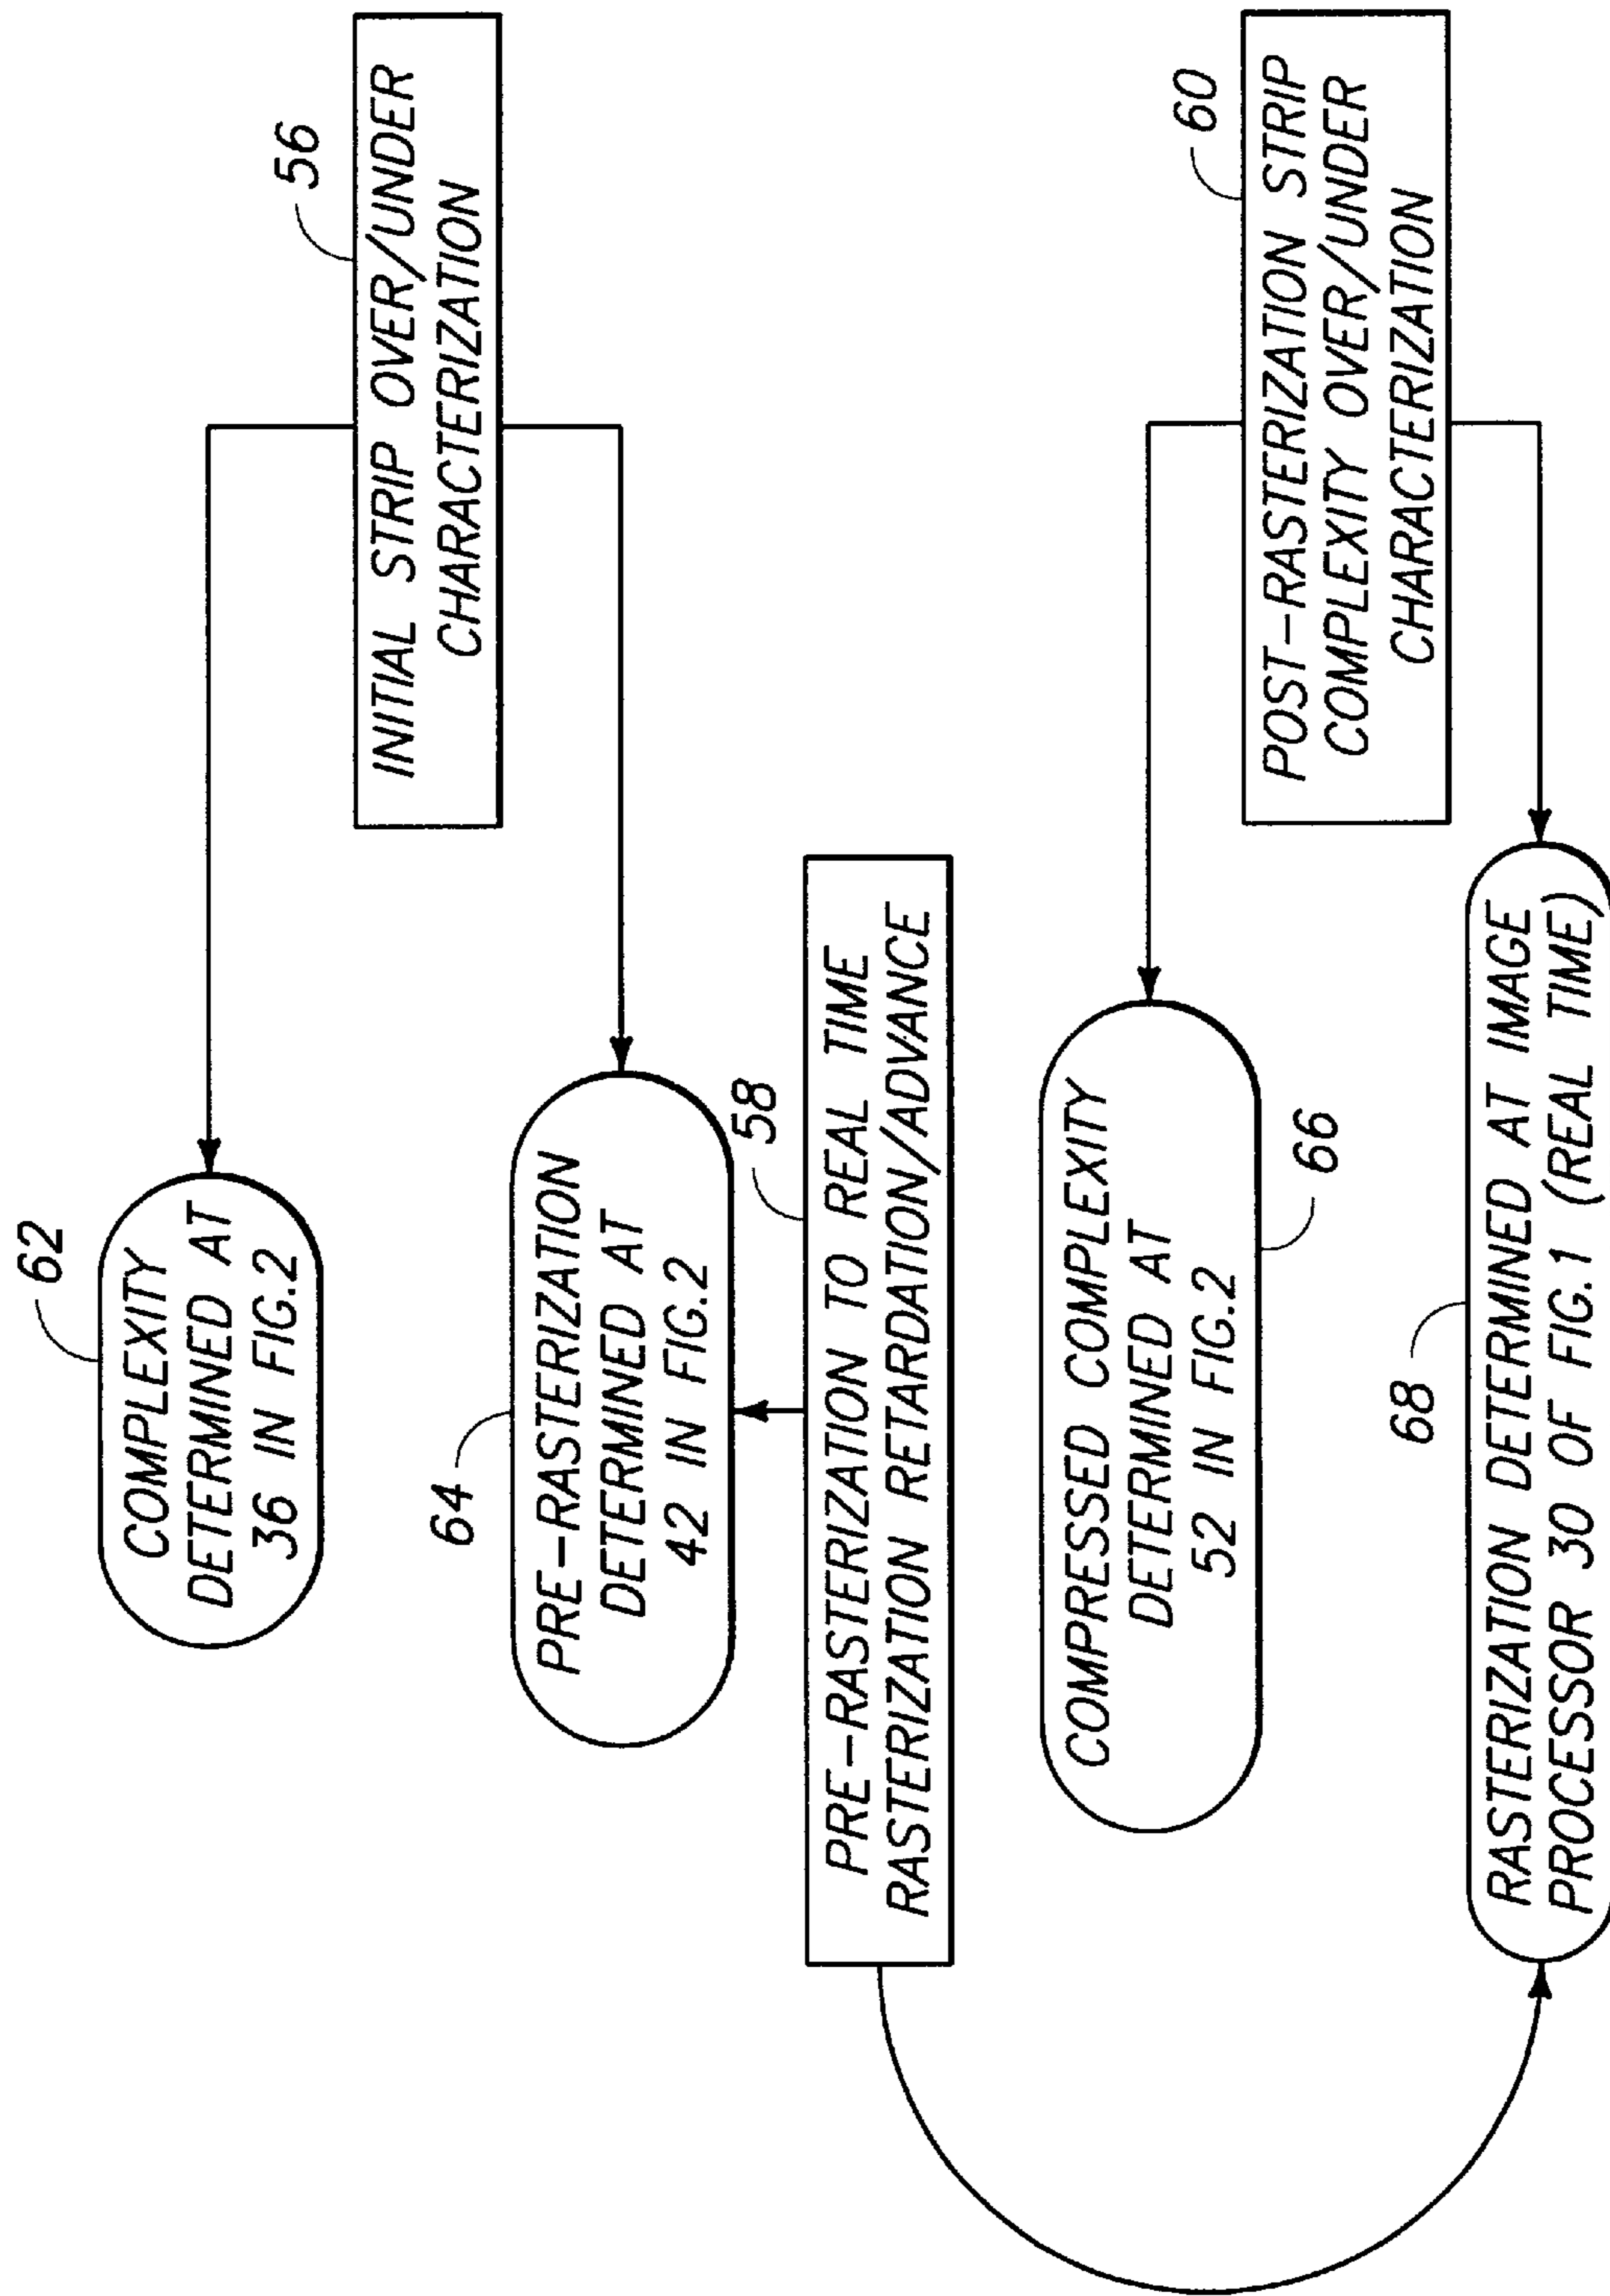 62
COMPLEXITY
DETERMINED AT
36 IN FIG.2
56
INITIAL STRIP OVER/UNDER
CHARACTERIZATION
64
PRE-RASTERIZATION
DETERMINED AT
42 IN FIG.2
58
PRE-RASTERIZATION TO REAL TIME
RASTERIZATION RETARDATION/ADVANCE
COMPRESSED COMPLEXITY
DETERMINED AT
52 IN FIG.2
66
60
POST-RASTERIZATION STRIP
COMPLEXITY OVER/UNDER
CHARACTERIZATION
68
RASTERIZATION DETERMINED AT IMAGE
PROCESSOR 30 OF FIG.1 (REAL TIME)